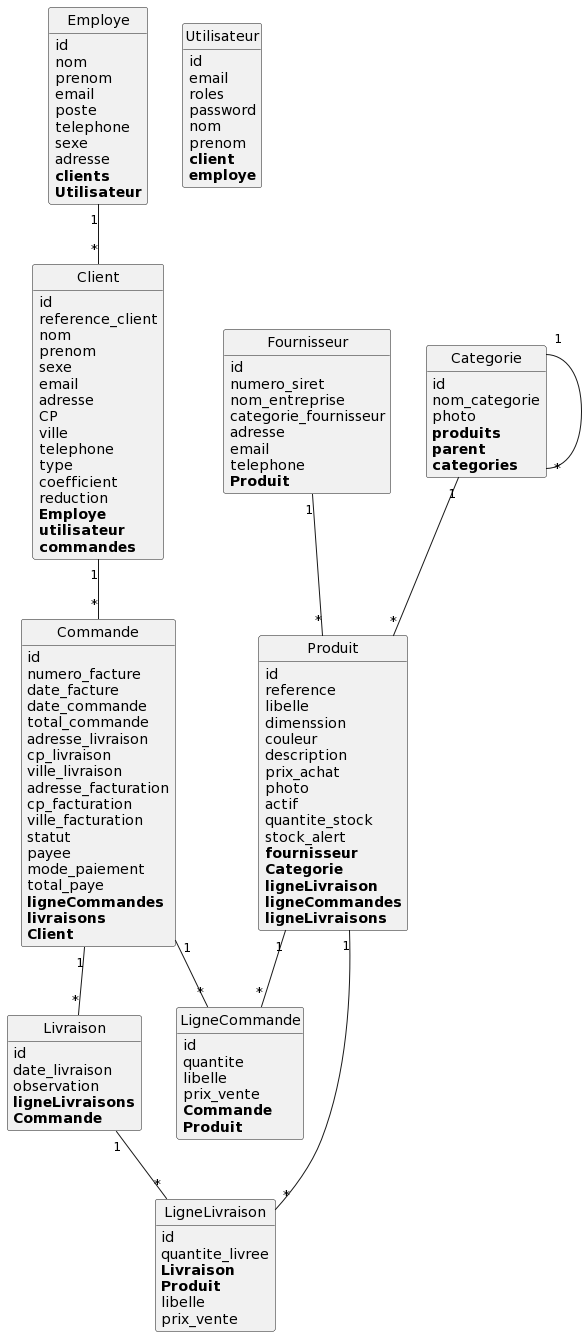 Employe
id
nom
prenom
email
poste
telephone
sexe
adresse
clients
Utilisateur
Utilisateur
id
email
roles
password
nom
prenom
client
employe
1
*
Client
id
reference_client
nom
prenom
sexe
email
adresse
CP
ville
telephone
type
coefficient
reduction
Employe
utilisateur
commandes
Fournisseur
id
numero_siret
nom_entreprise
categorie_fournisseur
adresse
email
telephone
Produit
Categorie
id
nom_categorie
photo
produits
parent
categories
1
*
1
*
1
*
1
*
Commande
id
numero_facture
date_facture
date_commande
total_commande
adresse_livraison
cp_livraison
ville_livraison
adresse_facturation
cp_facturation
ville_facturation
statut
payee
mode_paiement
total_paye
ligneCommandes
livraisons
Client
Produit
id
reference
libelle
dimenssion
couleur
description
prix_achat
photo
actif
quantite_stock
stock_alert
fournisseur
Categorie
ligneLivraison
ligneCommandes
ligneLivraisons
1
*
1
*
1
*
1
*
Livraison
id
date_livraison
observation
ligneLivraisons
Commande
LigneCommande
id
quantite
libelle
prix_vente
Commande
Produit
1
*
LigneLivraison
id
quantite_livree
Livraison
Produit
libelle
prix_vente